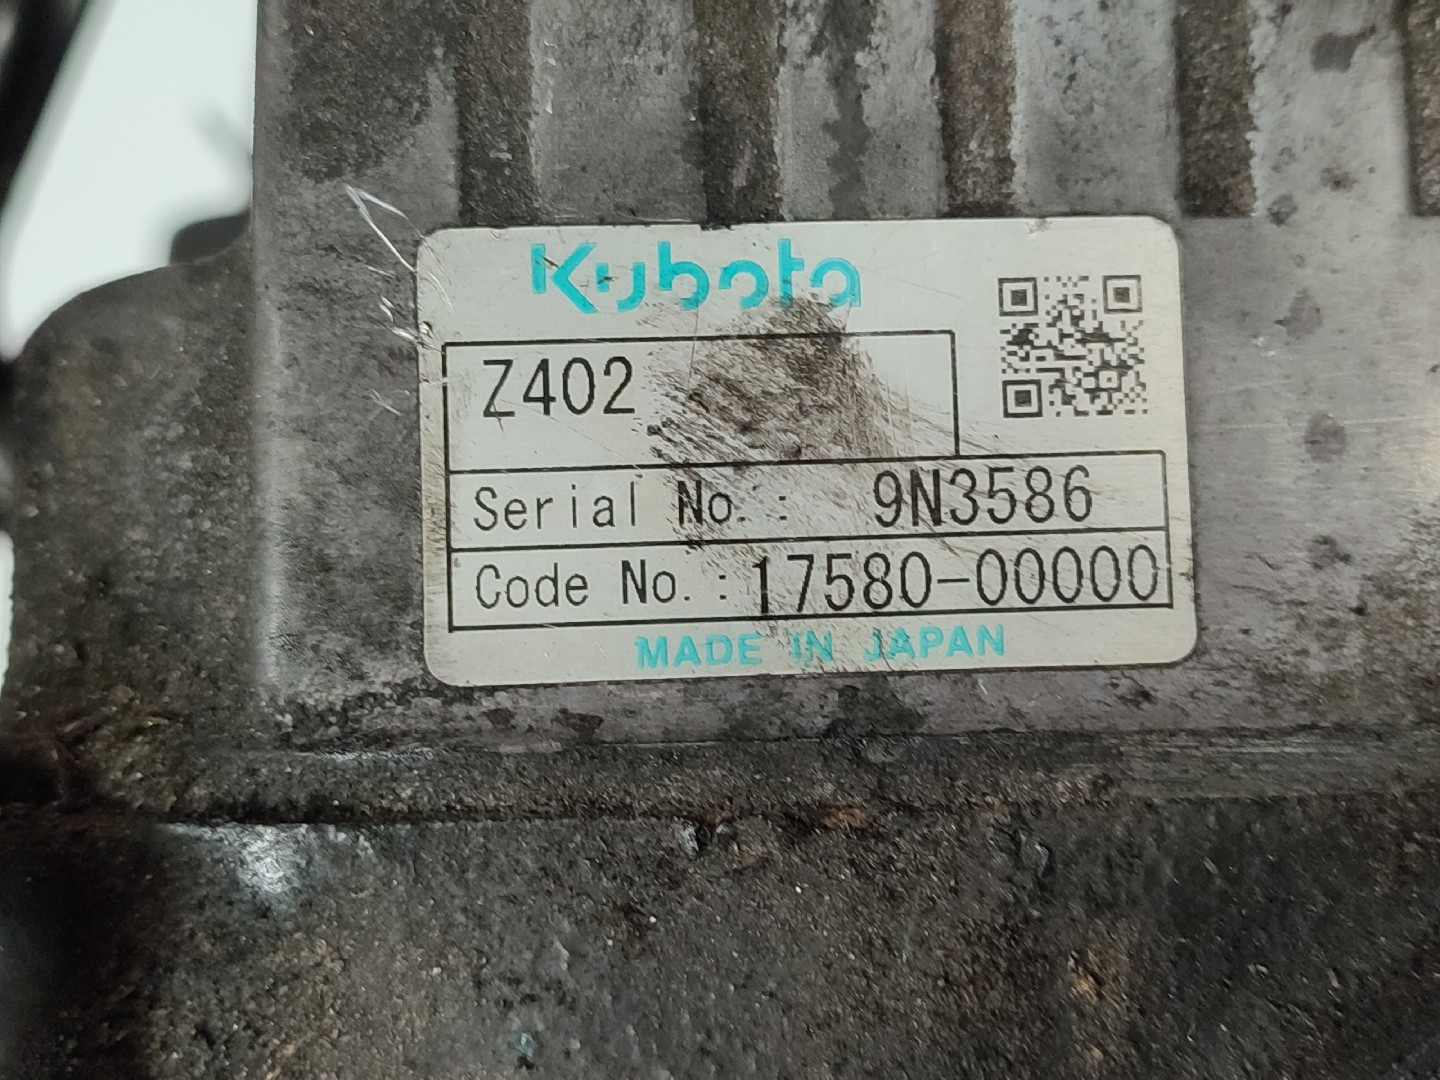 Kubota
Z402
Serial No. : 9N3586
Code No. : 17580-00000
MADE IN JAPAN